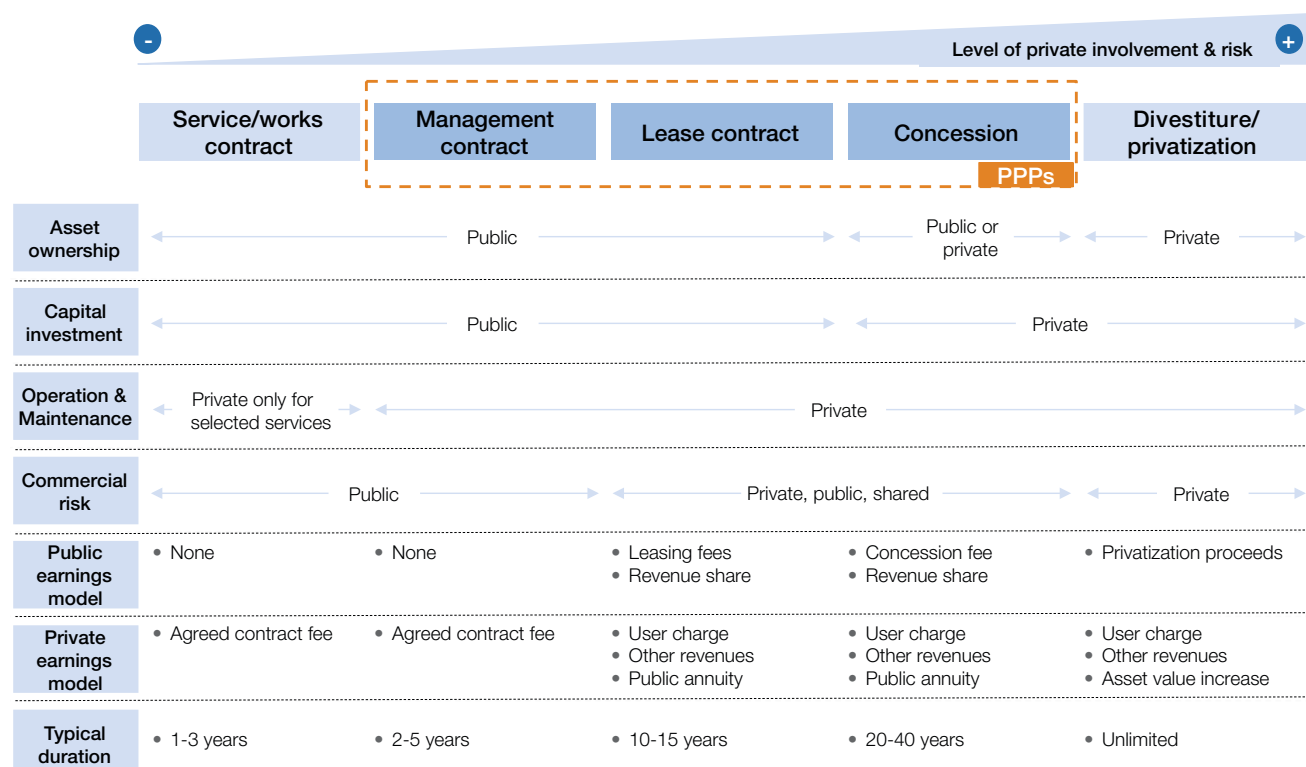 -
Level of private involvement & risk
+
Service/works
contract
Management
contract
Lease contract
Concession
Divestiture/
privatization
PPPs
Asset
ownership
Public
Public or
private
Private
Capital
investment
Public
Private
Operation &
Maintenance
Private only for
selected services
Private
Commercial
risk
Public
Private, public, shared
Private
Public
earnings
model
• None
• None
• Leasing fees
• Revenue share
• Concession fee
• Revenue share
• Privatization proceeds
Private
earnings
model
• Agreed contract fee
• Agreed contract fee
• User charge
• Other revenues
• Public annuity
• User charge
• Other revenues
• Public annuity
• User charge
• Other revenues
• Asset value increase
Typical
duration
• 1-3 years
• 2-5 years
• 10-15 years
• 20-40 years
• Unlimited